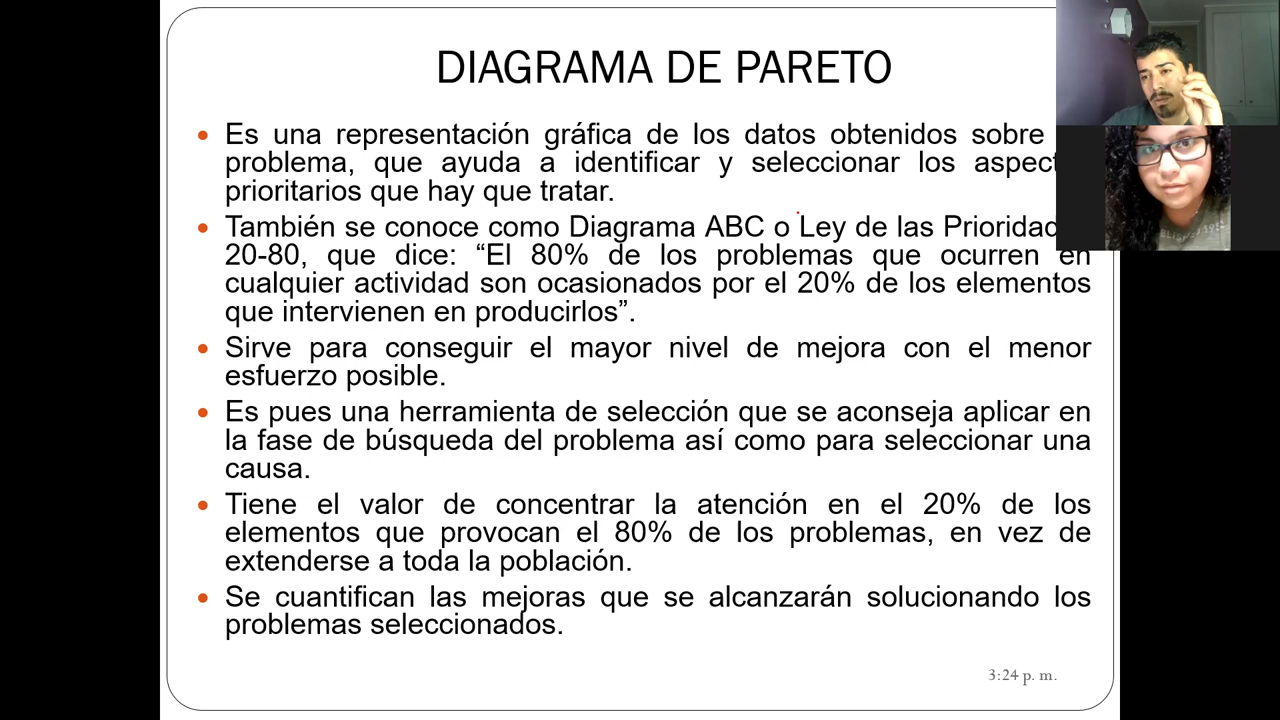 DIAGRAMA DE PARETO
Es una representación gráfica de los datos obtenidos sobre
problema, que ayuda a identificar y seleccionar los
prioritarios que hay que tratar.
También se conoce como Diagrama ABC o Ley de las
20-80, que dice: “El 80% de los problemas que ocurren en
cualquier actividad son ocasionados por el 20% de los elementos
que intervienen en producirlos”.
Sirve para conseguir el mayor nivel de mejora con el menor
esfuerzo posible.
Es pues una herramienta de selección que se aconseja aplicar en
la fase de búsqueda del problema así como para seleccionar una
causa.
Tiene el valor de concentrar la atención en el 20% de los
elementos que provocan el 80% de los problemas, en vez de
extenderse a toda la población.
Se cuantifican las mejoras que se alcanzarán solucionando los
problemas seleccionados.
3:24 p. m.